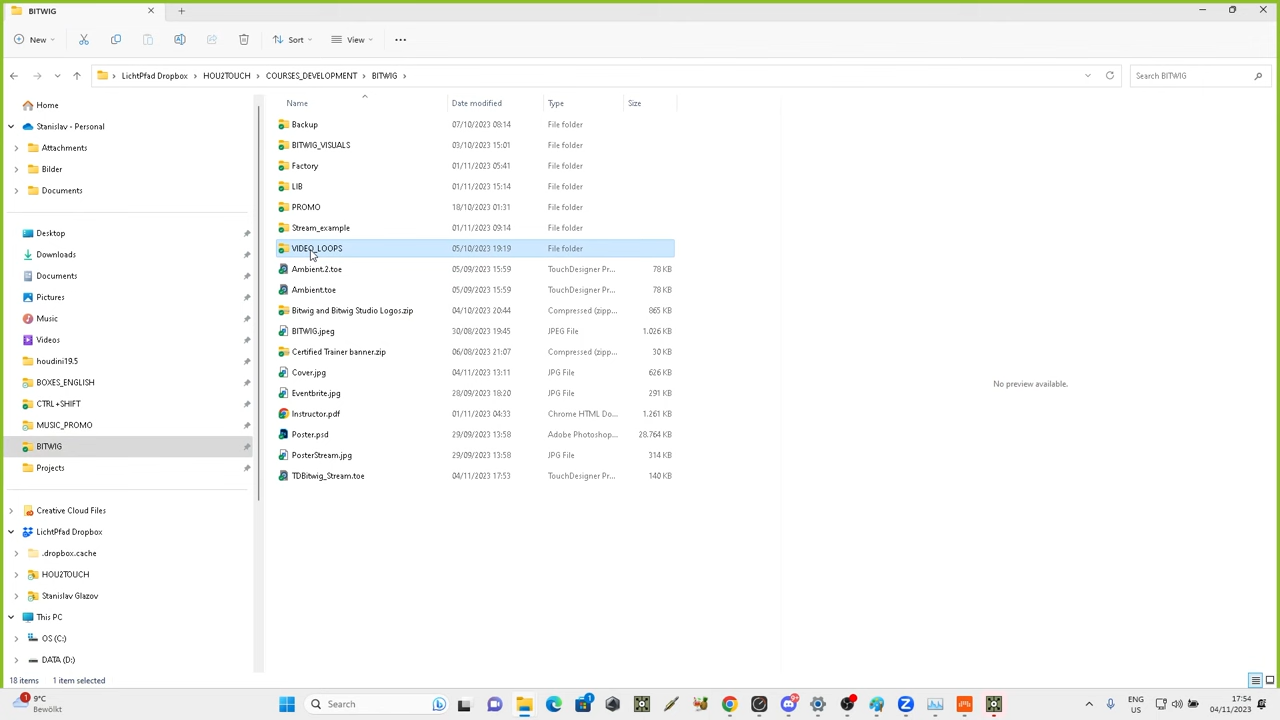 BITWIG
New
Sort
View
LichtPfad Dropbox > HOU2TOUCH > COURSES_DEVELOPMENT > BITWIG >
Search BITWIG
Home
Stanislav - Personal
Attachments
Bilder
Documents
Desktop
Downloads
Documents
Pictures
Music
Videos
houdini19.5
BOXES_ENGLISH
CTRL+SHIFT
MUSIC_PROMO
BITWIG
Projects
Creative Cloud Files
LichtPfad Dropbox
.dropbox.cache
HOU2TOUCH
Stanislav Glazov
This PC
OS (C:)
DATA (D:)
Name Date modified Type Size
Backup 07/10/2023 08:14 File folder
BITWIG_VISUALS 03/10/2023 15:01 File folder
Factory 01/11/2023 05:41 File folder
LIB 01/11/2023 15:14 File folder
PROMO 18/10/2023 01:31 File folder
Stream_example 01/11/2023 09:14 File folder
VIDEO_LOOPS 05/10/2023 19:19 File folder
Ambient.2.toe 05/09/2023 15:59 TouchDesigner Pr... 78 KB
Ambient.toe 05/09/2023 15:59 TouchDesigner Pr... 78 KB
Bitwig and Bitwig Studio Logos.zip 04/10/2023 20:44 Compressed (zipp... 865 KB
BITWIG.jpeg 30/08/2023 19:45 JPEG File 1.026 KB
Certified Trainer banner.zip 06/08/2023 21:07 Compressed (zipp... 30 KB
Cover.jpg 04/11/2023 13:11 JPG File 626 KB
Eventbrite.jpg 28/09/2023 18:20 JPG File 291 KB
Instructor.pdf 01/11/2023 04:33 Chrome HTML Do... 1.261 KB
Poster.psd 29/09/2023 13:58 Adobe Photoshop... 28.764 KB
PosterStream.jpg 29/09/2023 13:58 JPG File 314 KB
TDBitwig_Stream.toe 04/11/2023 17:53 TouchDesigner Pr... 140 KB
No preview available.
18 items 1 item selected
9°C
Bewölkt
Search
ENG
US
17:54
04/11/2023